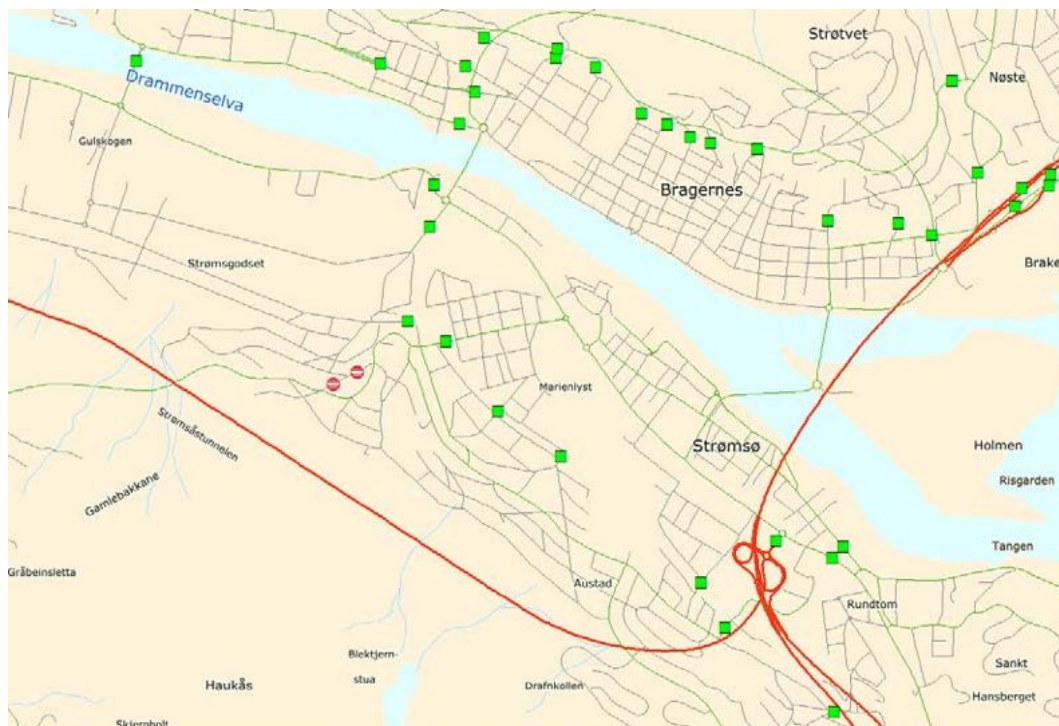 Strøtvet
Nøste
Drammenselva
Gulskogen
Bragernes
Strømsgodset
Brake
Marienlyst
Strømsåstunnelen
Strømsø
Holmen
Gamlebakkane
Risgarden
Tangen
Gråbeinsletta
Austad
Rundtom
Blektjern-
stua
Sankt
Haukås
Drafnkollen
Hansberget
Skjernholt